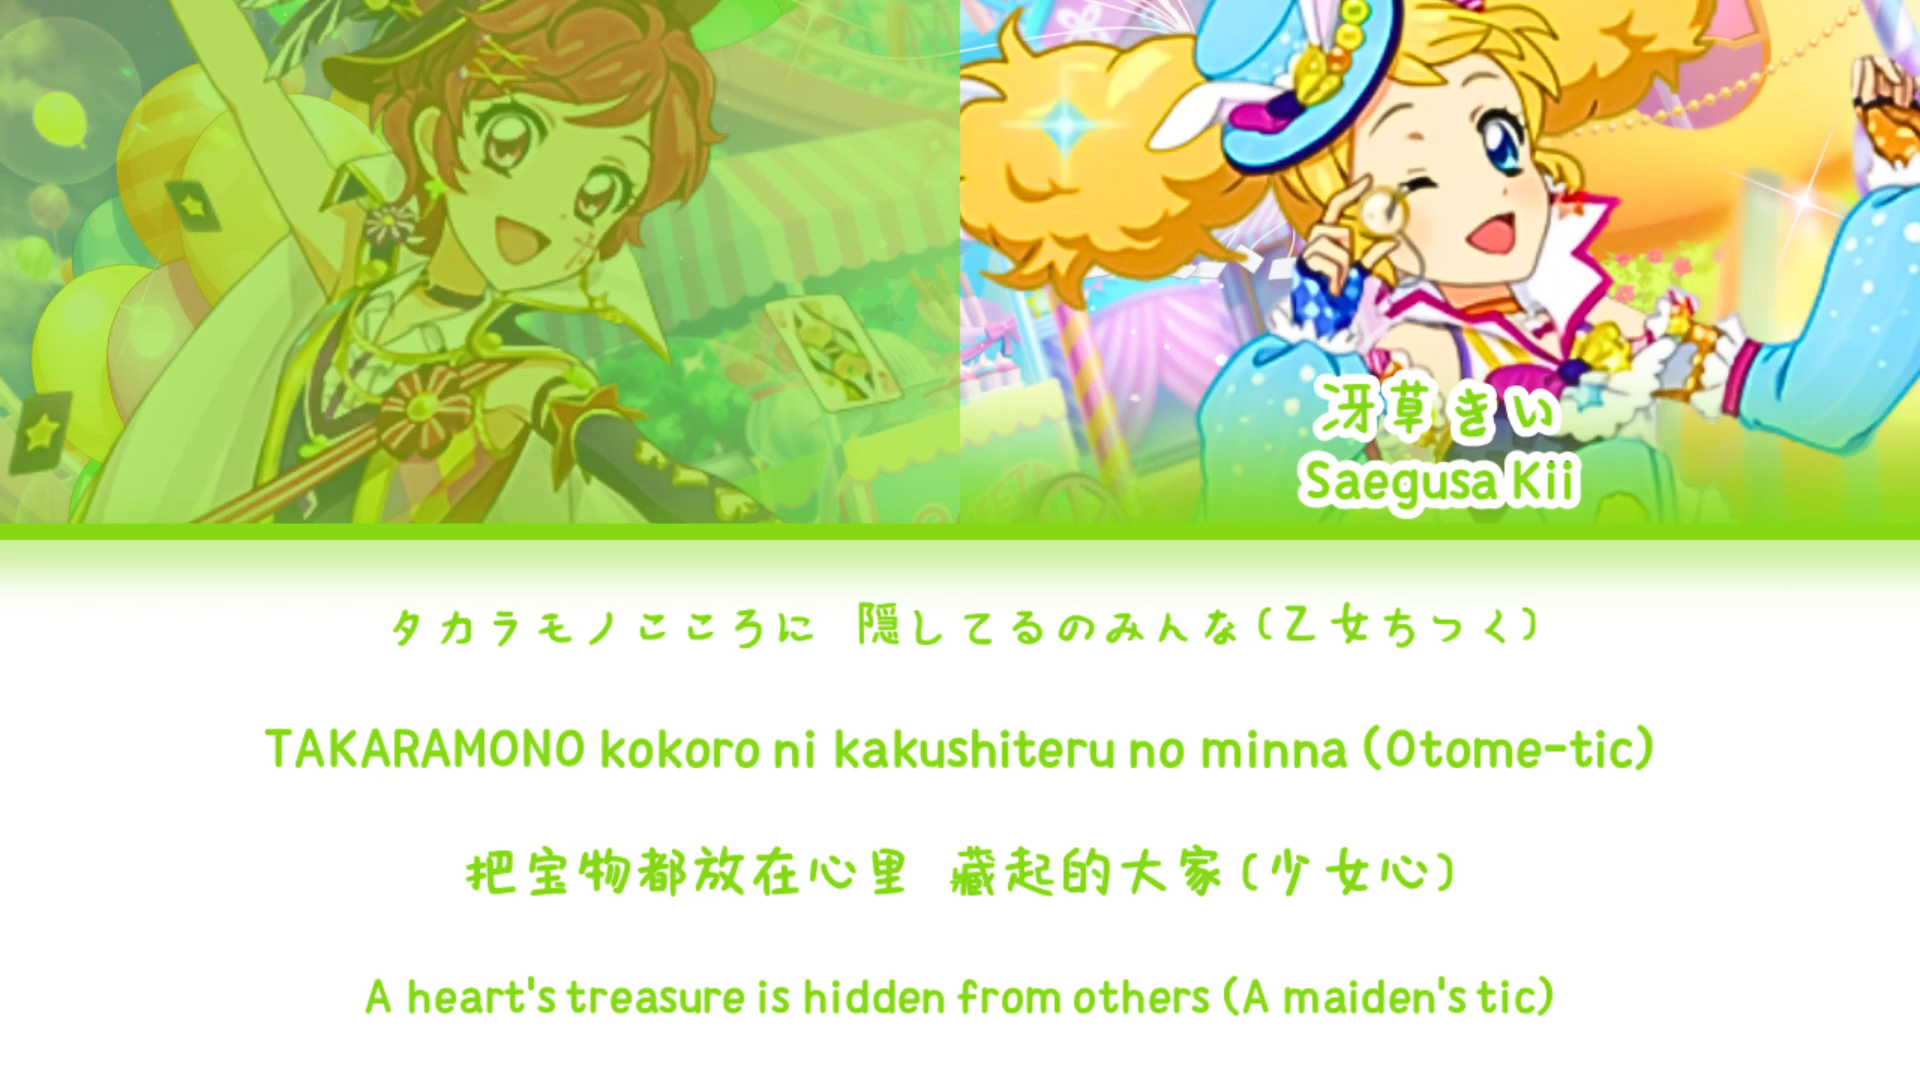 冴草 きい
Saegusa Kii
タカラモノこころに 隠してるのみんな(乙女ちっく)
TAKARAMONO kokoro ni kakushiteru no minna (Otome-tic)
把宝物都放在心里 藏起的大家(少女心)
A heart's treasure is hidden from others (A maiden's tic)